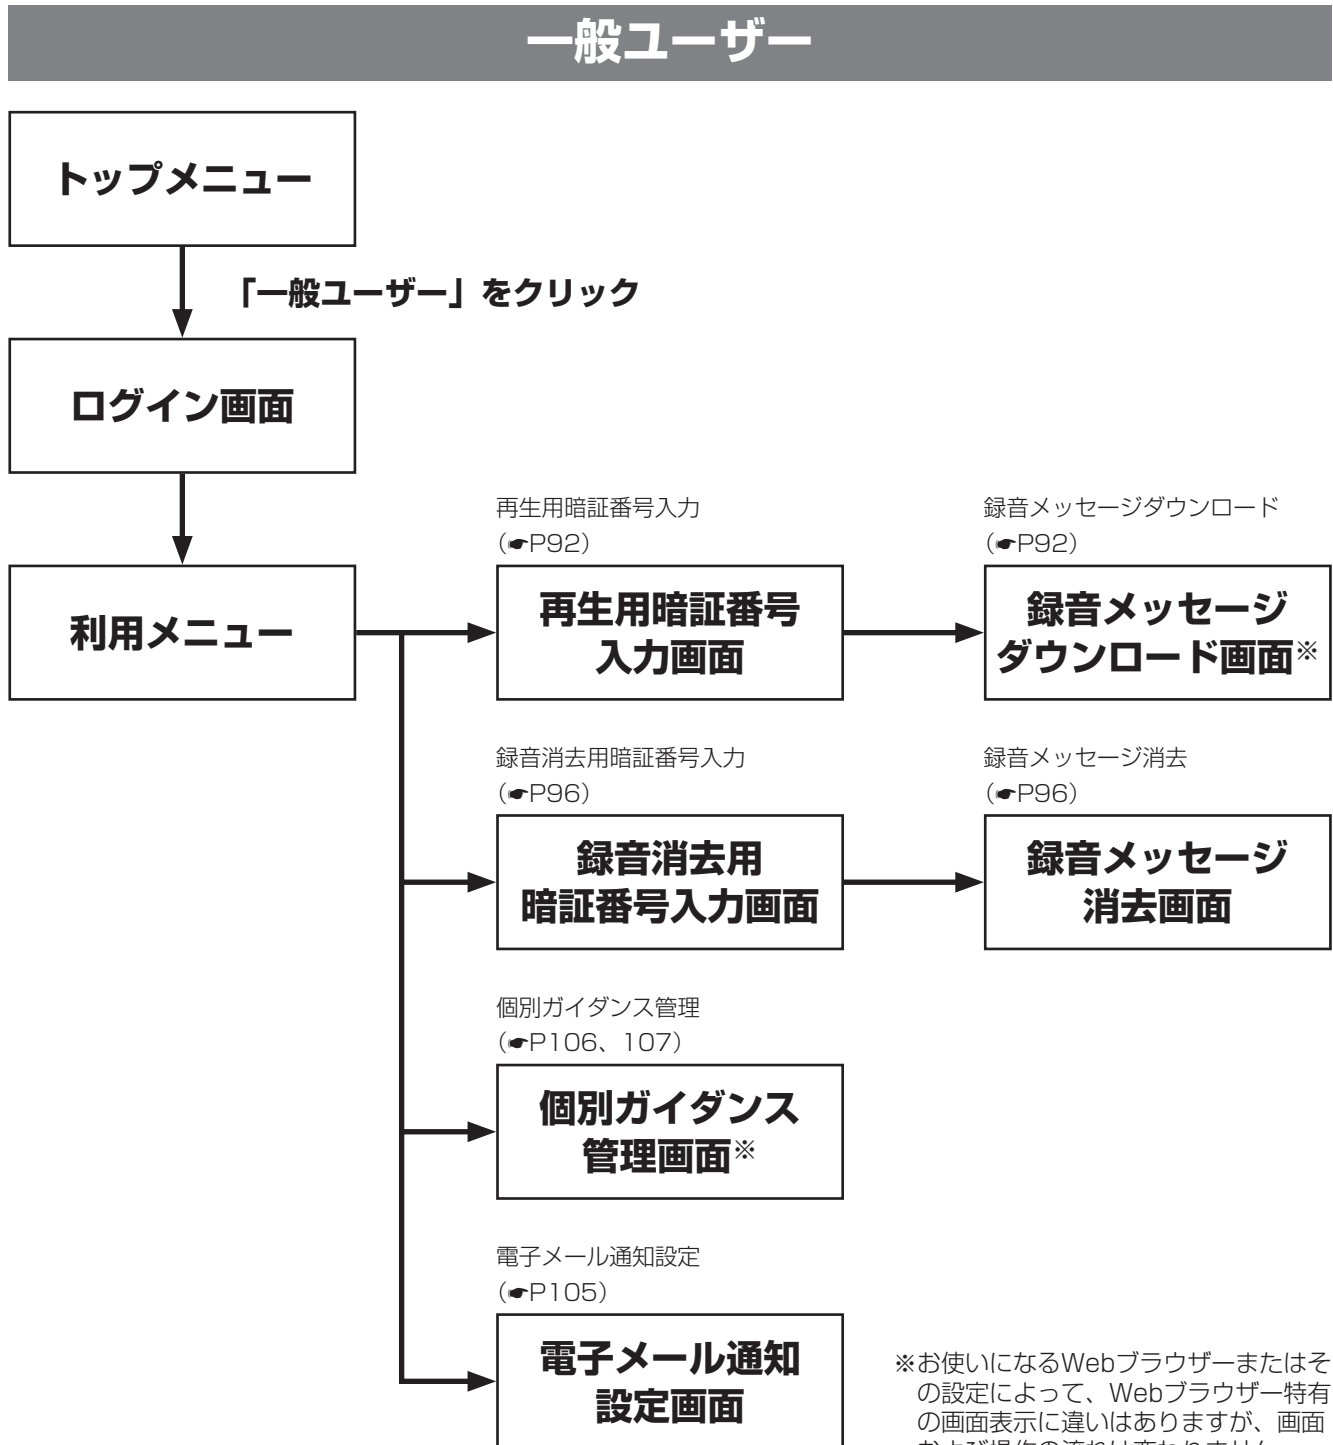 一般ユーザー
トップメニュー
「一般ユーザー」をクリック
ログイン画面
利用メニュー
再生用暗証番号入力
（☛P92）
再生用暗証番号
入力画面
録音メッセージダウンロード
（☛P92）
録音メッセージ
ダウンロード画面※
録音消去用暗証番号入力
（☛P96）
録音消去用
暗証番号入力画面
録音メッセージ消去
（☛P96）
録音メッセージ
消去画面
個別ガイダンス管理
（☛P106、107）
個別ガイダンス
管理画面※
電子メール通知設定
（☛P105）
電子メール通知
設定画面
※お使いになるWebブラウザーまたはそ
の設定によって、Webブラウザー特有
の画面表示に違いはありますが、画面